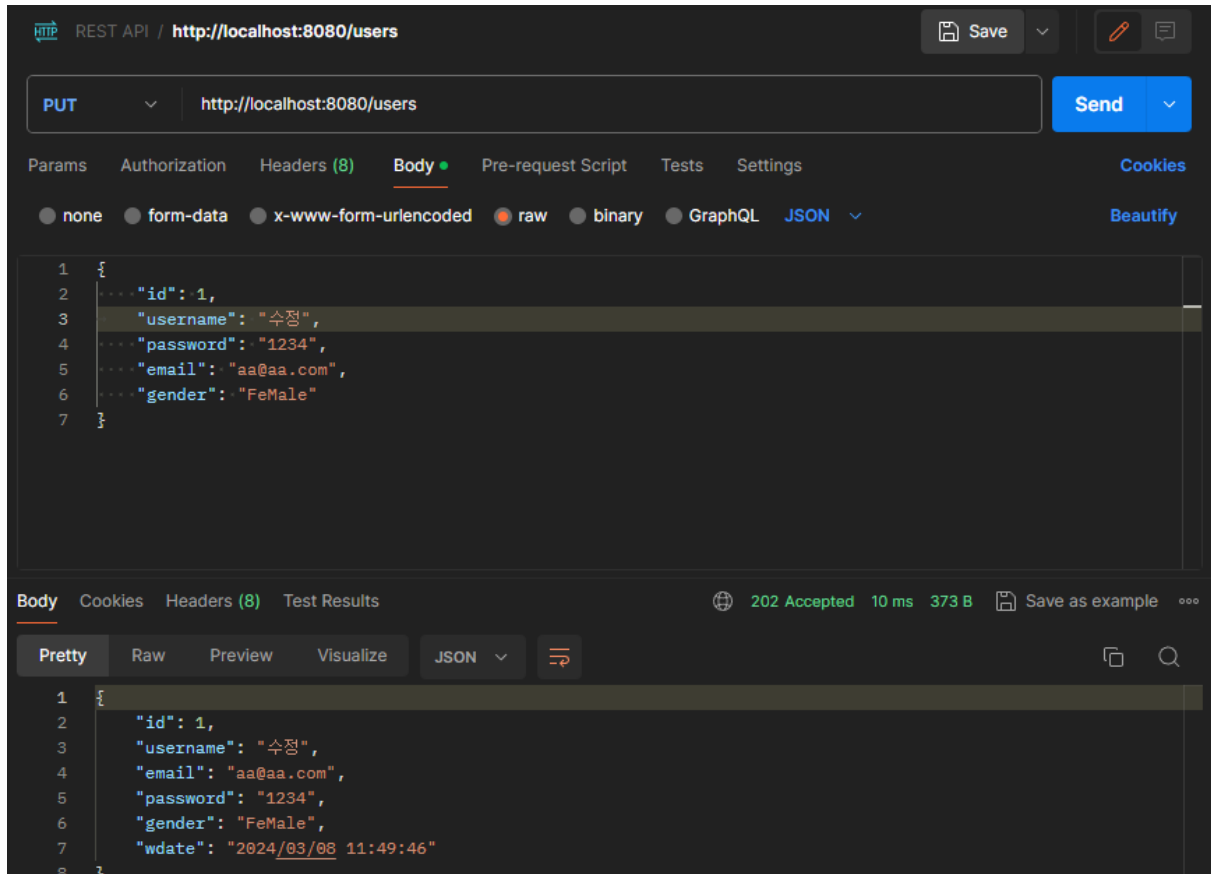 HTTP REST API / http://localhost:8080/users Save
PUT http://localhost:8080/users Send
Params Authorization Headers (8) Body Pre-request Script Tests Settings Cookies
none form-data x-www-form-urlencoded raw binary GraphQL JSON Beautify
1 {
2 "id": 1,
3 "username": "수정",
4 "password": "1234",
5 "email": "aa@aa.com",
6 "gender": "FeMale"
7 }
Body Cookies Headers (8) Test Results 202 Accepted 10 ms 373 B Save as example
Pretty Raw Preview Visualize JSON
1 {
2 "id": 1,
3 "username": "수정",
4 "email": "aa@aa.com",
5 "password": "1234",
6 "gender": "FeMale",
7 "wdate": "2024/03/08 11:49:46"
8 }